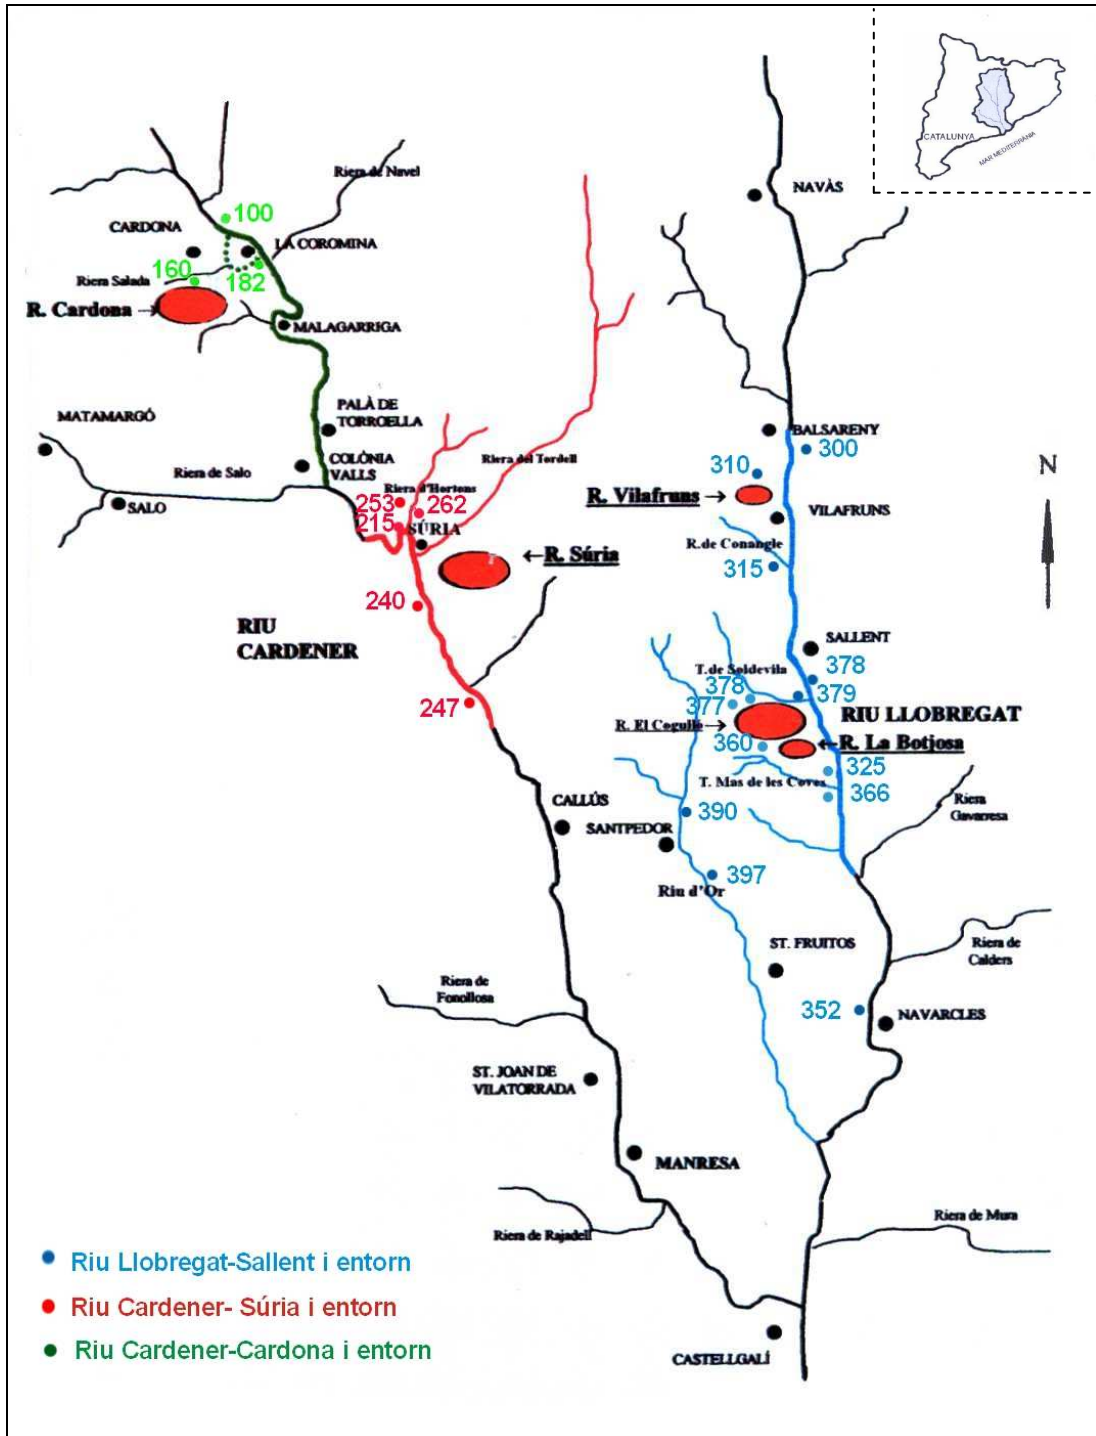 CATALUNYA
MAR MEDITERRÀNIA
NAVÀS
Riera de Navel
100
CARDONA
LA COROMINA
160
182
Riera Salada
R. Cardona →
MALAGARRIGA
MATAMARGÓ
PALÀ DE
TORROELLA
BALSARENY
300
N
COLÒNIA
VALLS
Riera del Tordell
310
Riera de Salo
Riera d'Hortons
R. Vilafruns →
253
262
SALO
VILAFRUNS
215
SÚRIA
R.de Conangle
←R. Súria
315
240
RIU
CARDENER
SALLENT
T.de Soldevila
378
378
379
377
247
RIU LLOBREGAT
R. El Cogulló →
360
←R. La Botjosa
325
T. Mas de les Coves
366
CALLÚS
390
Riera
Gavarresa
SANTPEDOR
397
Riu d'Or
ST. FRUITOS
Riera de
Calders
Riera de
Fonollosa
352
NAVARCLES
ST. JOAN DE
VILATORRADA
MANRESA
Riera de Rajadell
Riera de Mura
Riu Llobregat-Sallent i entorn
Riu Cardener- Súria i entorn
Riu Cardener-Cardona i entorn
CASTELLGALÍ